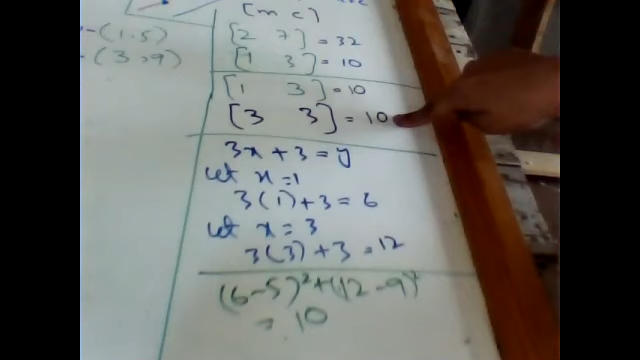 (1.5)
(3.9)
[m c)
[2 7] = 32
[1 3] = 10
[1 3] = 10
[3 3] = 10
3x + 3 = y
let x = 1
3(1) + 3 = 6
let x = 3
3(3) + 3 = 12
(6-5)² + (12-9)²
= 10